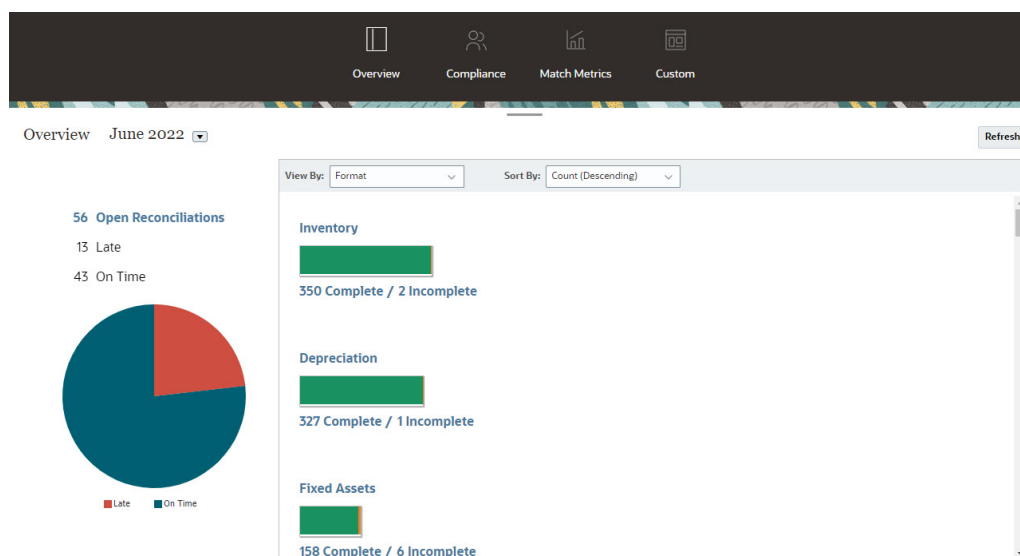 Overview Compliance Match Metrics Custom
Overview June 2022
Refresh
View By: Format Sort By: Count (Descending)
56 Open Reconciliations
13 Late
43 On Time
Late On Time
Inventory
350 Complete / 2 Incomplete
Depreciation
327 Complete / 1 Incomplete
Fixed Assets
158 Complete / 6 Incomplete